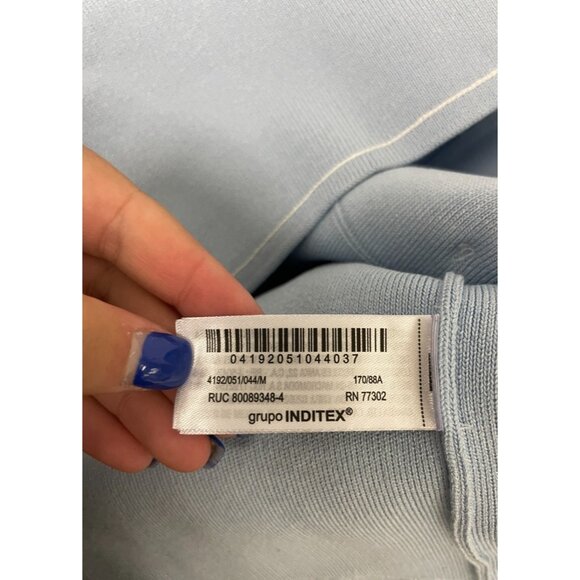 04192051044037
4192/051/044/M 170/88A
RUC 80089348-4 RN 77302
grupo INDITEX®